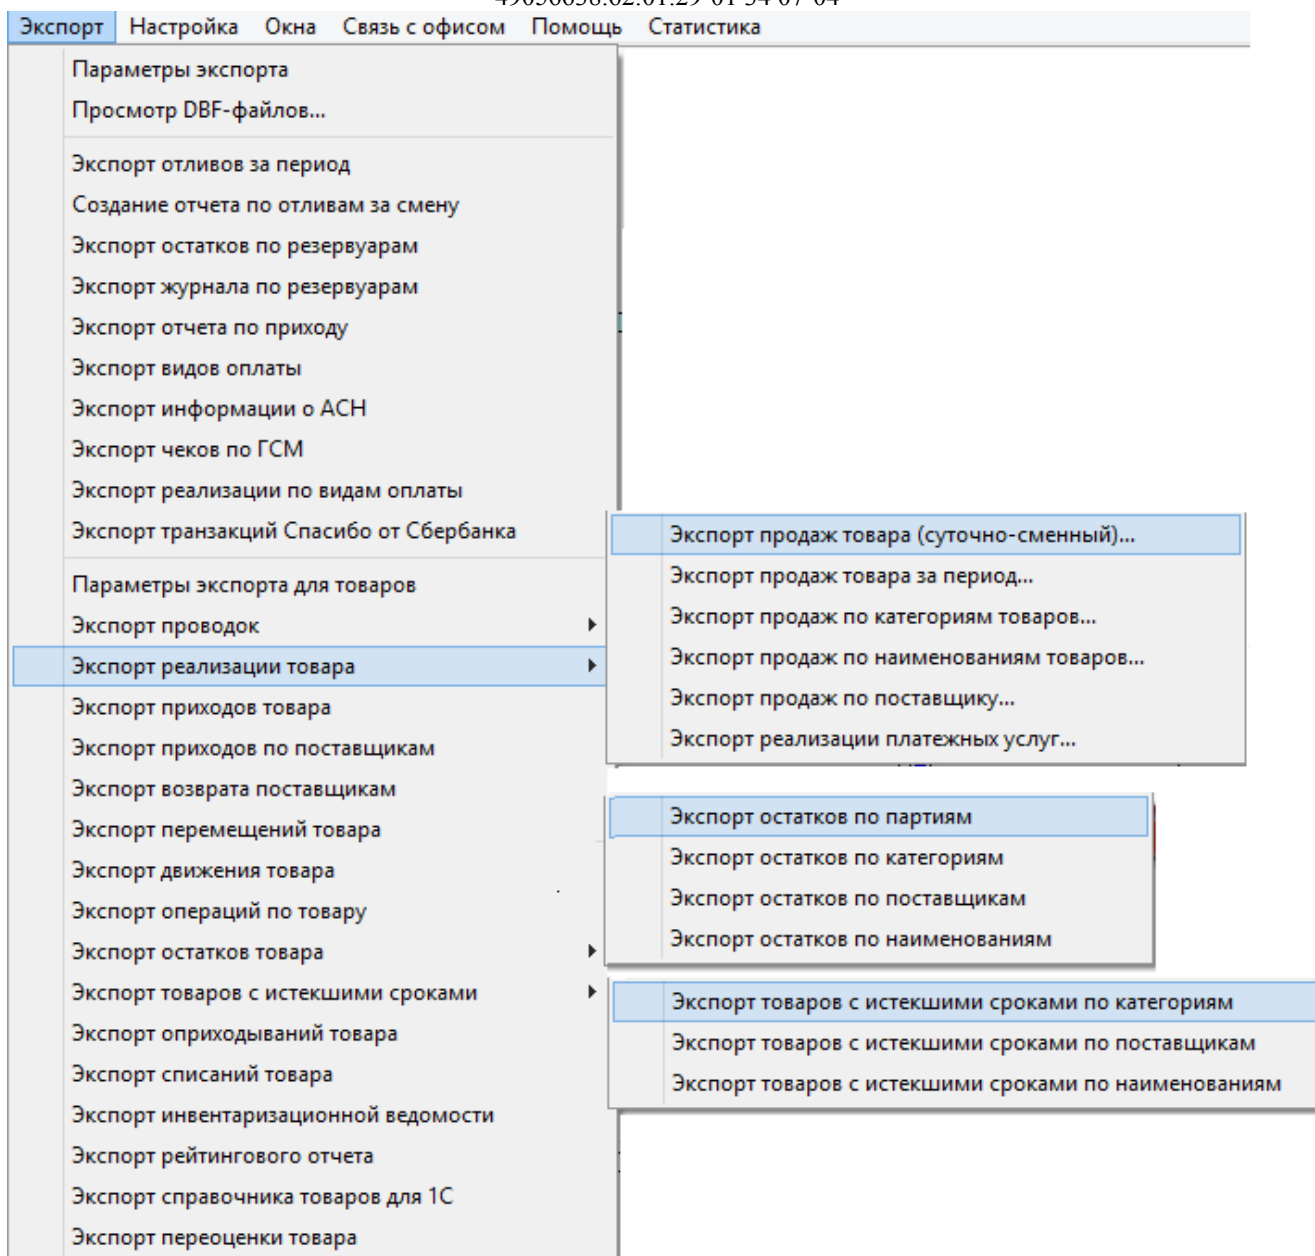 49056638.62.01.29-01 34 07-04
Экспорт Настройка Окна Связь с офисом Помощь Статистика
Параметры экспорта
Просмотр DBF-файлов...
Экспорт отливов за период
Создание отчета по отливам за смену
Экспорт остатков по резервуарам
Экспорт журнала по резервуарам
Экспорт отчета по приходу
Экспорт видов оплаты
Экспорт информации о АСН
Экспорт чеков по ГСМ
Экспорт реализации по видам оплаты
Экспорт транзакций Спасибо от Сбербанка
Параметры экспорта для товаров
Экспорт проводок
Экспорт реализации товара
Экспорт приходов товара
Экспорт приходов по поставщикам
Экспорт возврата поставщикам
Экспорт перемещений товара
Экспорт движения товара
Экспорт операций по товару
Экспорт остатков товара
Экспорт товаров с истекшими сроками
Экспорт оприходываний товара
Экспорт списаний товара
Экспорт инвентаризационной ведомости
Экспорт рейтингового отчета
Экспорт справочника товаров для 1С
Экспорт переоценки товара
Экспорт продаж товара (суточно-сменный)...
Экспорт продаж товара за период...
Экспорт продаж по категориям товаров...
Экспорт продаж по наименованиям товаров...
Экспорт продаж по поставщику...
Экспорт реализации платежных услуг...
Экспорт остатков по партиям
Экспорт остатков по категориям
Экспорт остатков по поставщикам
Экспорт остатков по наименованиям
Экспорт товаров с истекшими сроками по категориям
Экспорт товаров с истекшими сроками по поставщикам
Экспорт товаров с истекшими сроками по наименованиям